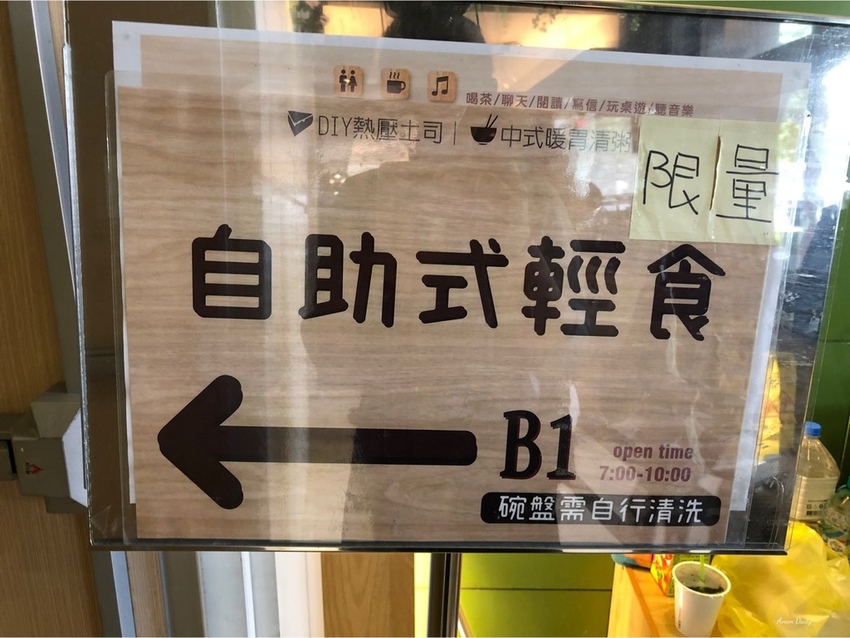 喝茶/聊天/閱讀/寫信/玩桌遊/聽音樂
DIY熱壓土司｜中式暖胃清粥
限量
自助式輕食
B1
open time
7:00-10:00
碗盤需自行清洗